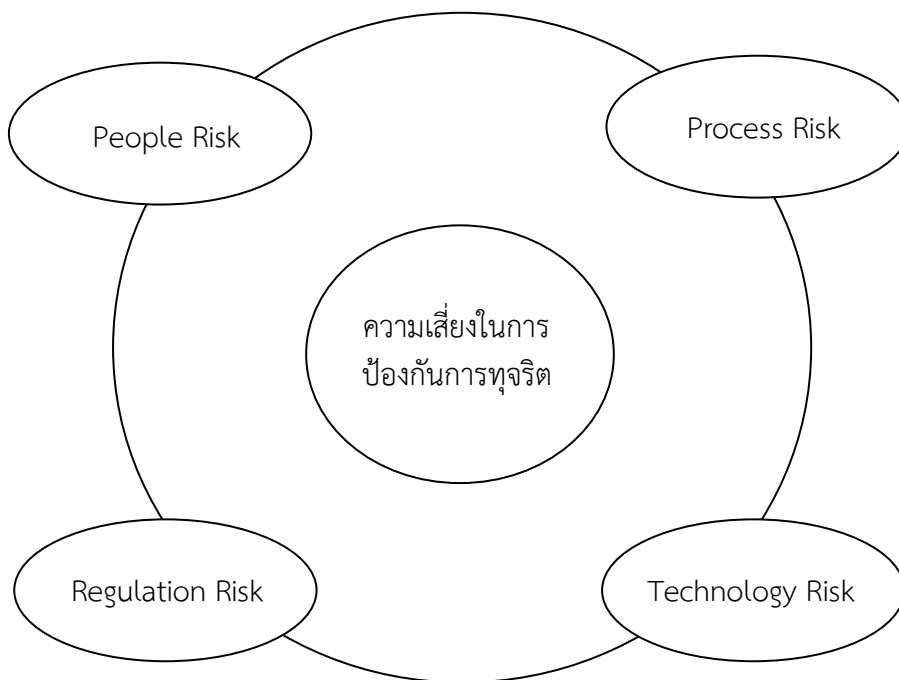 People Risk
Process Risk
ความเสี่ยงในการ
ป้องกันการทุจริต
Regulation Risk
Technology Risk